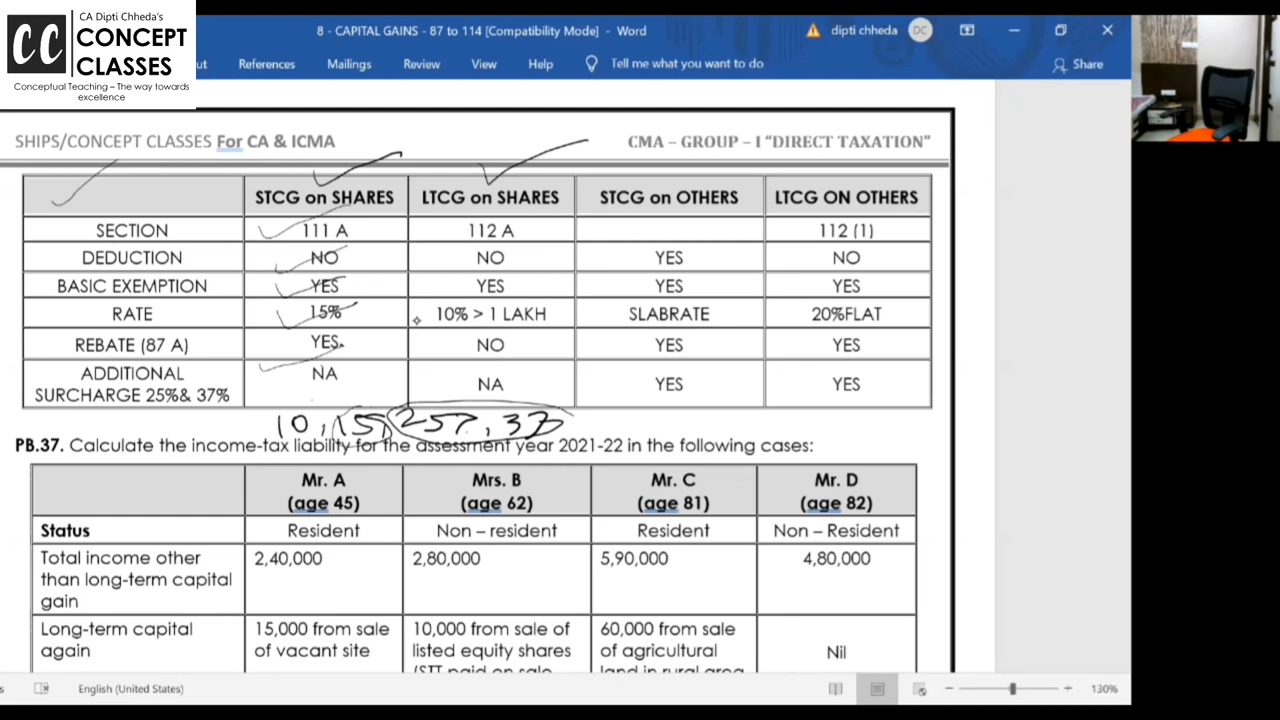 CA Dipti Chheda's
CC CONCEPT
CLASSES
Conceptual Teaching – The way towards
excellence
8 - CAPITAL GAINS - 87 to 114 [Compatibility Mode] - Word
dipti chheda DC
ut References Mailings Review View Help Tell me what you want to do Share
SHIPS/CONCEPT CLASSES For CA & ICMA CMA – GROUP – I "DIRECT TAXATION"
STCG on SHARES LTCG on SHARES STCG on OTHERS LTCG ON OTHERS
SECTION 111 A 112 A 112 (1)
DEDUCTION NO NO YES NO
BASIC EXEMPTION YES YES YES YES
RATE 15% 10% > 1 LAKH SLABRATE 20%FLAT
REBATE (87 A) YES NO YES YES
ADDITIONAL
SURCHARGE 25%& 37% NA NA YES YES
10, 15, 25%, 37
PB.37. Calculate the income-tax liability for the assessment year 2021-22 in the following cases:
Mr. A Mrs. B Mr. C Mr. D
(age 45) (age 62) (age 81) (age 82)
Status Resident Non – resident Resident Non – Resident
Total income other 2,40,000 2,80,000 5,90,000 4,80,000
than long-term capital
gain
Long-term capital 15,000 from sale 10,000 from sale of 60,000 from sale
again of vacant site listed equity shares of agricultural Nil
(STT paid on sale land in rural area
s English (United States) 130%